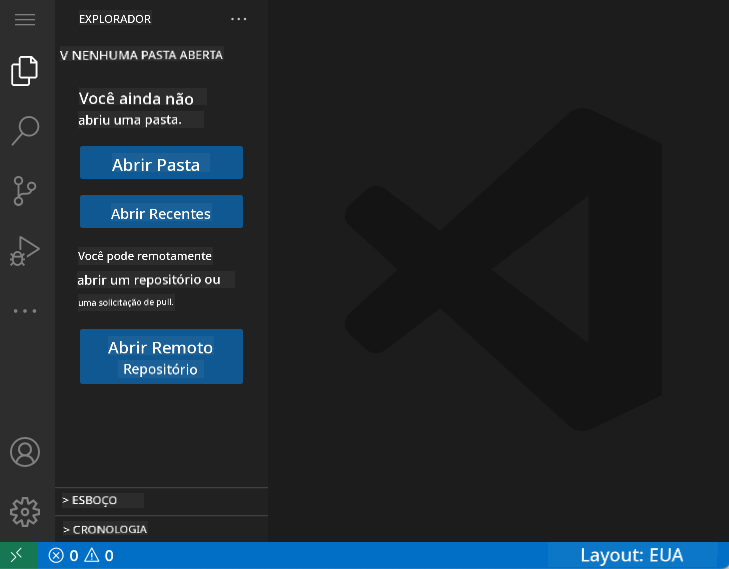 EXPLORADOR
V NENHUMA PASTA ABERTA
Você ainda não
abriu uma pasta.
Abrir Pasta
Abrir Recentes
Você pode remotamente
abrir um repositório ou
uma solicitação de pull.
Abrir Remoto
Repositório
> ESBOÇO
> CRONOLOGIA
0 0
Layout: EUA